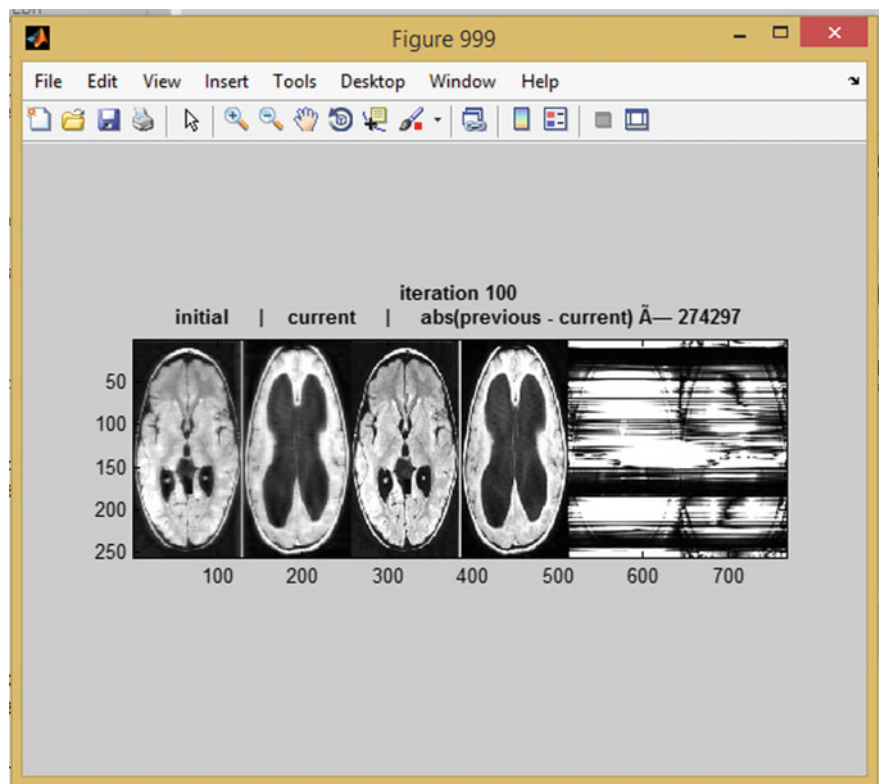 Figure 999
File Edit View Insert Tools Desktop Window Help
iteration 100
initial | current | abs(previous - current) Ã— 274297
50
100
150
200
250
100 200 300 400 500 600 700